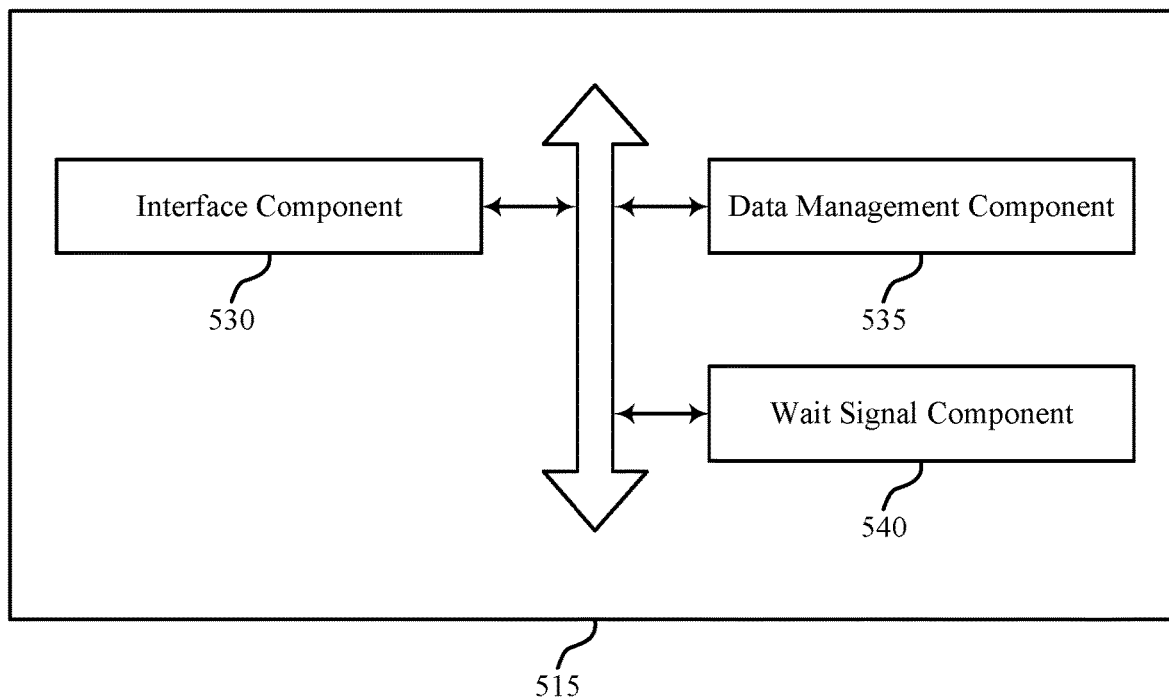 Interface Component
530
Data Management Component
535
Wait Signal Component
540
515